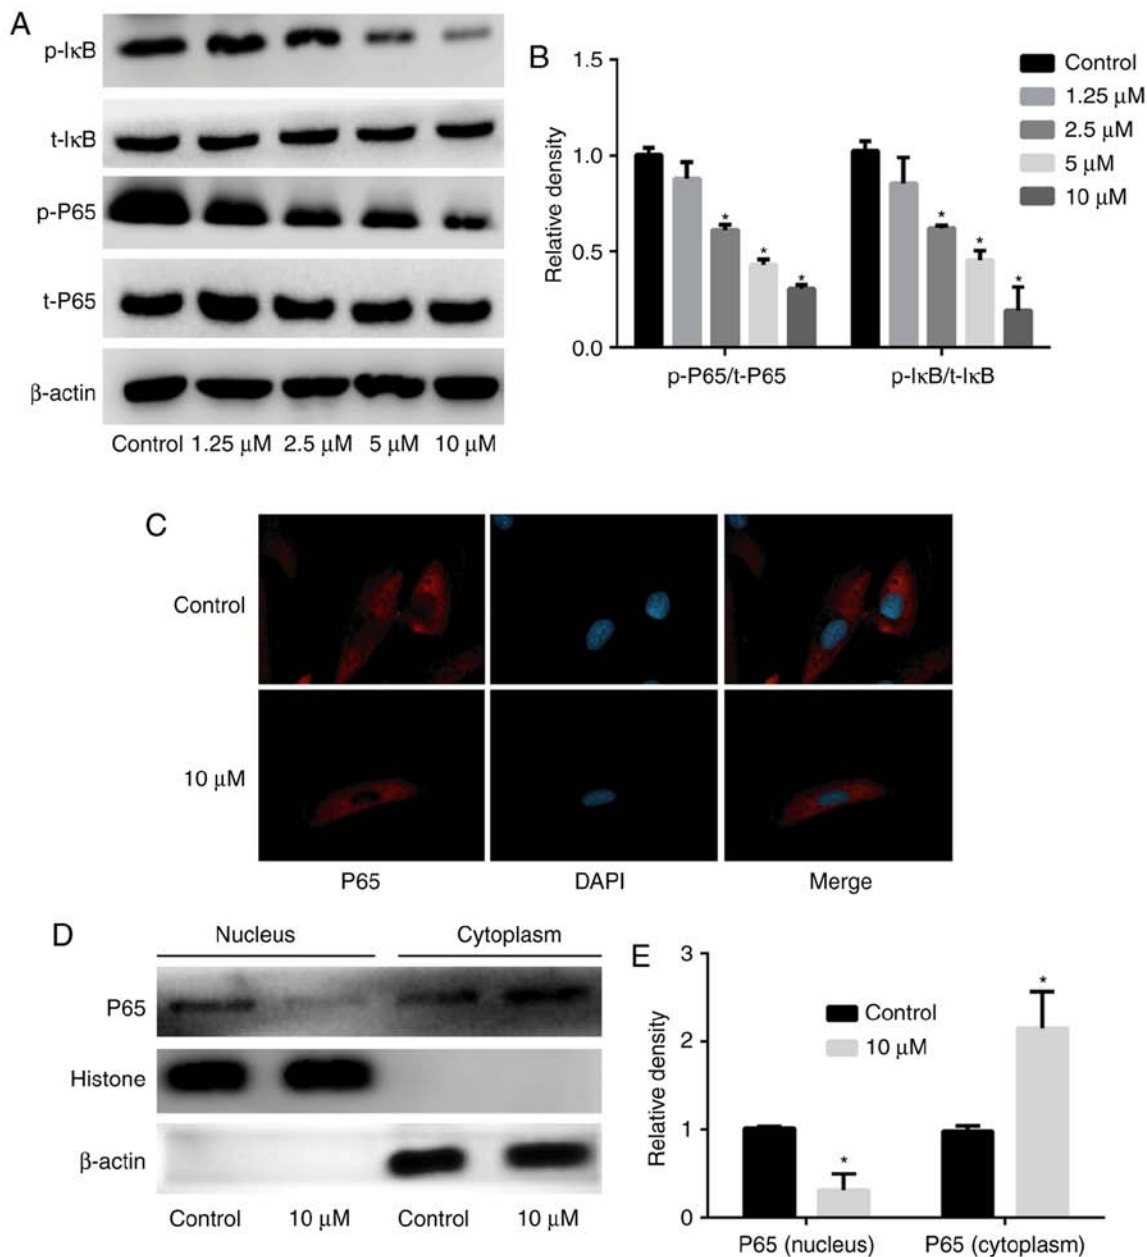 A
p-IκB
t-IκB
p-P65
t-P65
β-actin
Control 1.25 μM 2.5 μM 5 μM 10 μM
B
1.5
1.0
0.5
0.0
Relative density
* * *
* * *
p-P65/t-P65 p-IκB/t-IκB
Control
1.25 μM
2.5 μM
5 μM
10 μM
C
Control
10 μM
P65 DAPI Merge
D
Nucleus Cytoplasm
P65
Histone
β-actin
Control 10 μM Control 10 μM
E
3
2
1
0
Relative density
Control
10 μM
*
*
P65 (nucleus) P65 (cytoplasm)